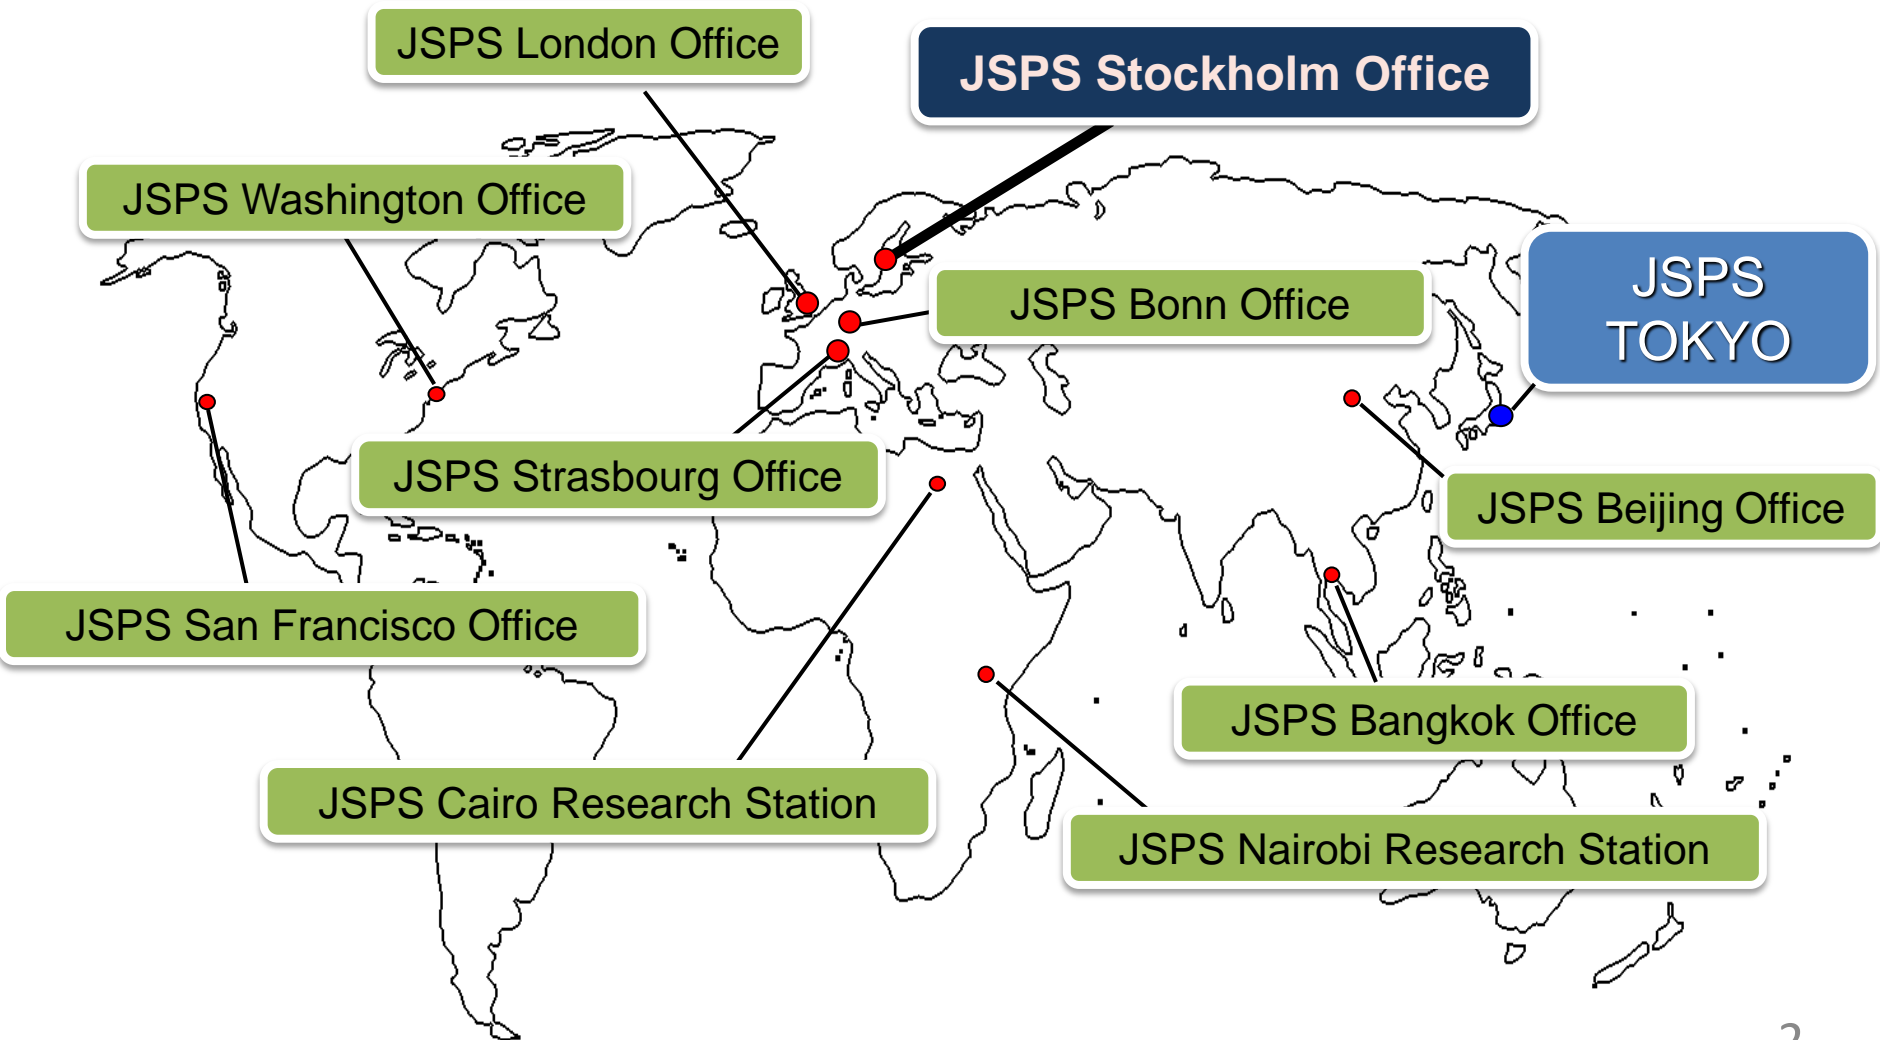 JSPS London Office
JSPS Stockholm Office
JSPS Washington Office
JSPS Bonn Office
JSPS
TOKYO
JSPS Strasbourg Office
JSPS Beijing Office
JSPS San Francisco Office
JSPS Bangkok Office
JSPS Cairo Research Station
JSPS Nairobi Research Station
2